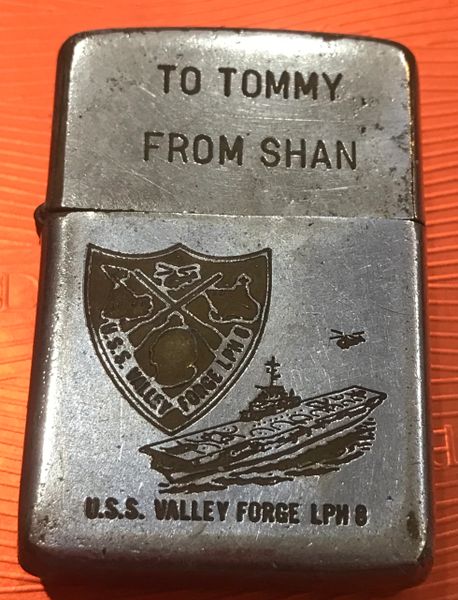 TO TOMMY
FROM SHAN
U.S.S. VALLEY FORGE LPH 8
U.S.S. VALLEY FORGE LPH 8